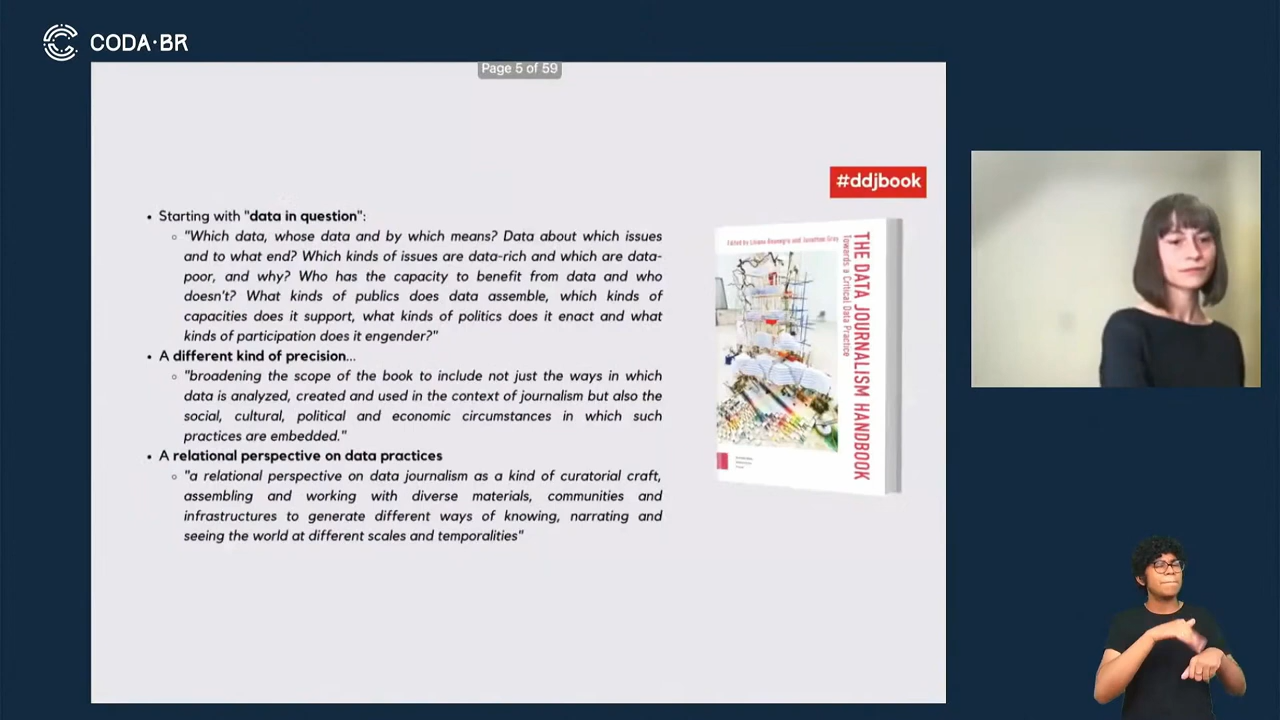 CODA·BR
Page 5 of 59
#ddjbook
• Starting with "data in question":
◦ "Which data, whose data and by which means? Data about which issues
and to what end? Which kinds of issues are data-rich and which are data-
poor, and why? Who has the capacity to benefit from data and who
doesn't? What kinds of publics does data assemble, which kinds of
capacities does it support, what kinds of politics does it enact and what
kinds of participation does it engender?"
• A different kind of precision...
◦ "broadening the scope of the book to include not just the ways in which
data is analyzed, created and used in the context of journalism but also the
social, cultural, political and economic circumstances in which such
practices are embedded."
• A relational perspective on data practices
◦ "a relational perspective on data journalism as a kind of curatorial craft,
assembling and working with diverse materials, communities and
infrastructures to generate different ways of knowing, narrating and
seeing the world at different scales and temporalities"
Edited by Liliana Bounegru and Jonathan Gray
THE DATA JOURNALISM HANDBOOK
Towards a Critical Data Practice